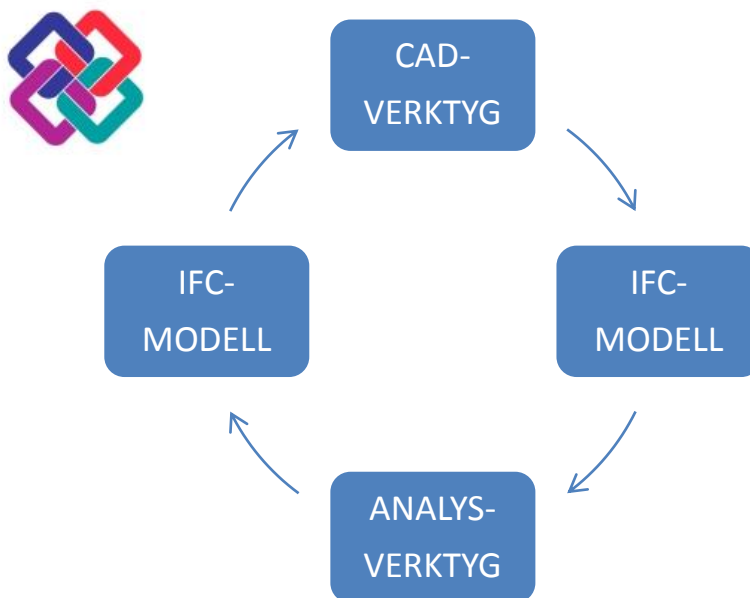 CAD-
VERKTYG
IFC-
MODELL
IFC-
MODELL
ANALYS-
VERKTYG